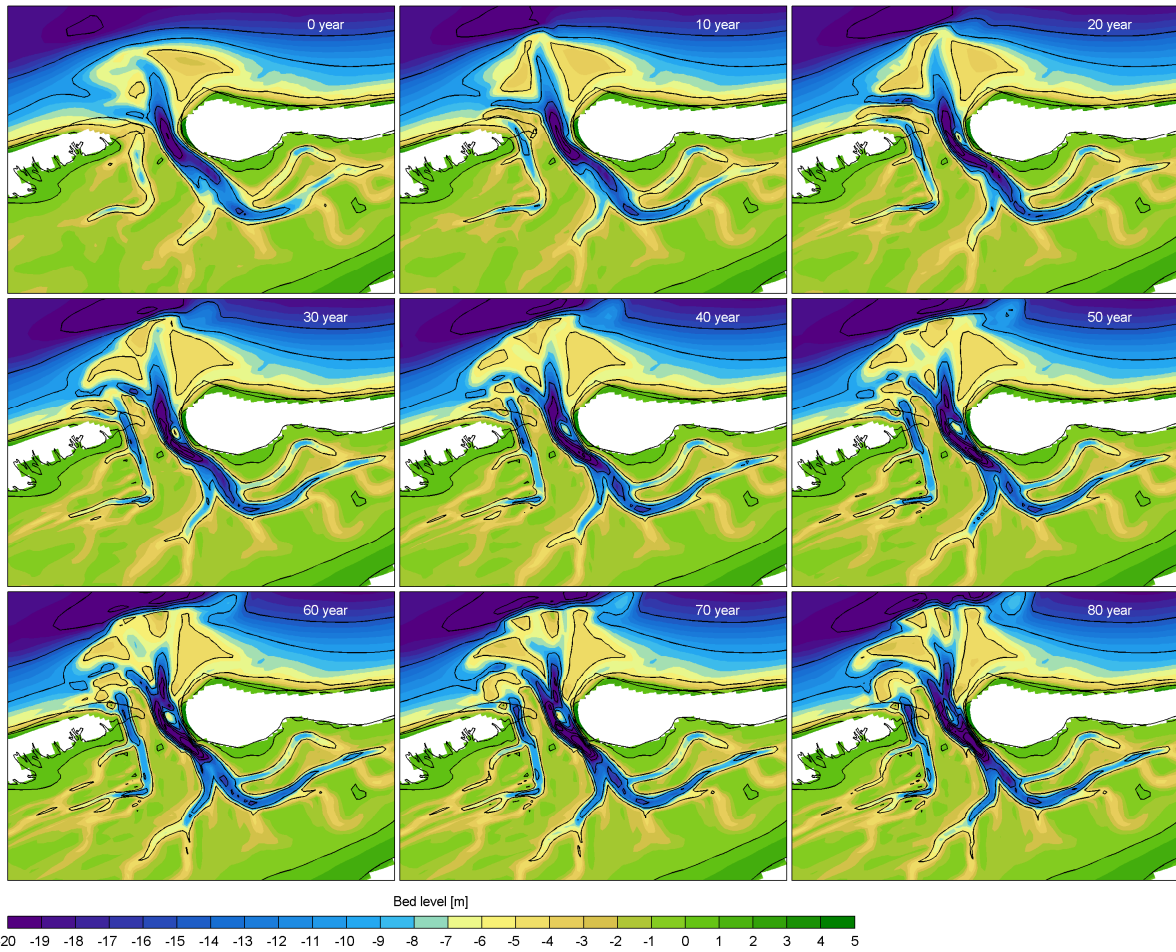 0 year
10 year
20 year
30 year
40 year
50 year
60 year
70 year
80 year
Bed level [m]
20 -19 -18 -17 -16 -15 -14 -13 -12 -11 -10 -9 -8 -7 -6 -5 -4 -3 -2 -1 0 1 2 3 4 5